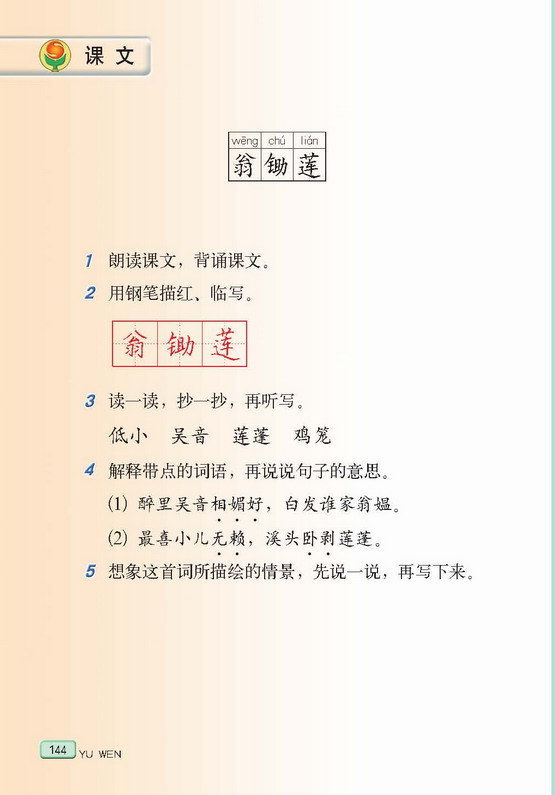 课文
wēng chú lián
翁锄莲
1 朗读课文，背诵课文。
2 用钢笔描红、临写。
翁锄莲
3 读一读，抄一抄，再听写。
低小 吴音 莲蓬 鸡笼
4 解释带点的词语，再说说句子的意思。
(1) 醉里吴音相媚好，白发谁家翁媪。
(2) 最喜小儿无赖，溪头卧剥莲蓬。
5 想象这首词所描绘的情景，先说一说，再写下来。
144 YU WEN